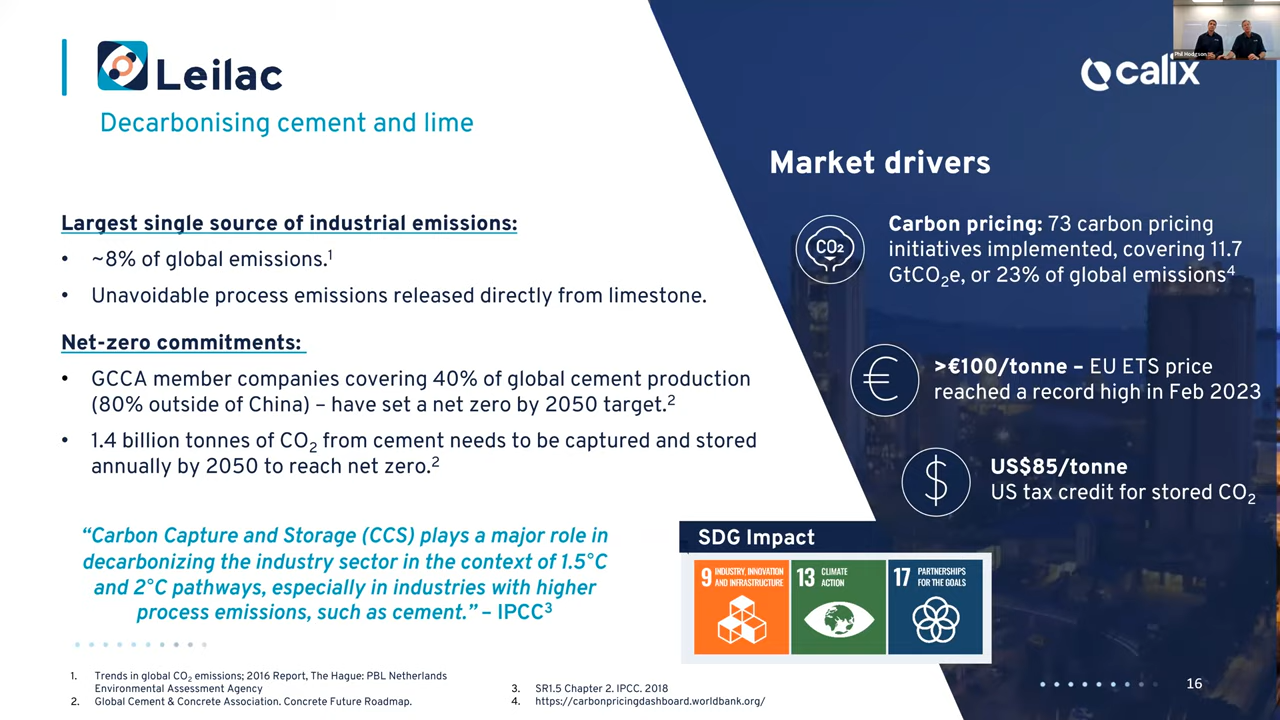 Leilac
Decarbonising cement and lime
Largest single source of industrial emissions:
• ~8% of global emissions.¹
• Unavoidable process emissions released directly from limestone.
Net-zero commitments:
• GCCA member companies covering 40% of global cement production
(80% outside of China) – have set a net zero by 2050 target.²
• 1.4 billion tonnes of CO₂ from cement needs to be captured and stored
annually by 2050 to reach net zero.²
“Carbon Capture and Storage (CCS) plays a major role in
decarbonizing the industry sector in the context of 1.5°C
and 2°C pathways, especially in industries with higher
process emissions, such as cement.” – IPCC³
1. Trends in global CO₂ emissions; 2016 Report, The Hague: PBL Netherlands
Environmental Assessment Agency
2. Global Cement & Concrete Association. Concrete Future Roadmap.
3. SR1.5 Chapter 2. IPCC. 2018
4. https://carbonpricingdashboard.worldbank.org/
Phil Hodgson
calix
Market drivers
CO₂
Carbon pricing: 73 carbon pricing
initiatives implemented, covering 11.7
GtCO₂e, or 23% of global emissions⁴
€
>€100/tonne – EU ETS price
reached a record high in Feb 2023
$
US$85/tonne
US tax credit for stored CO₂
SDG Impact
9 INDUSTRY, INNOVATION
AND INFRASTRUCTURE
13 CLIMATE
ACTION
17 PARTNERSHIPS
FOR THE GOALS
16